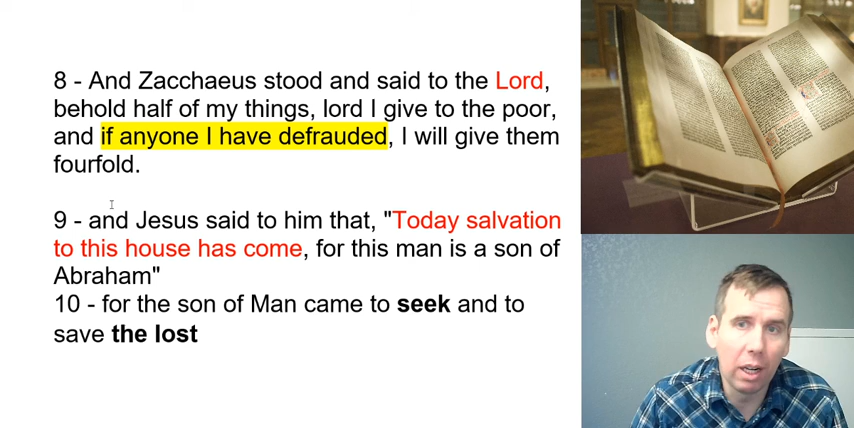 8 - And Zacchaeus stood and said to the Lord,
behold half of my things, lord I give to the poor,
and if anyone I have defrauded, I will give them
fourfold.
9 - and Jesus said to him that, "Today salvation
to this house has come, for this man is a son of
Abraham"
10 - for the son of Man came to seek and to
save the lost